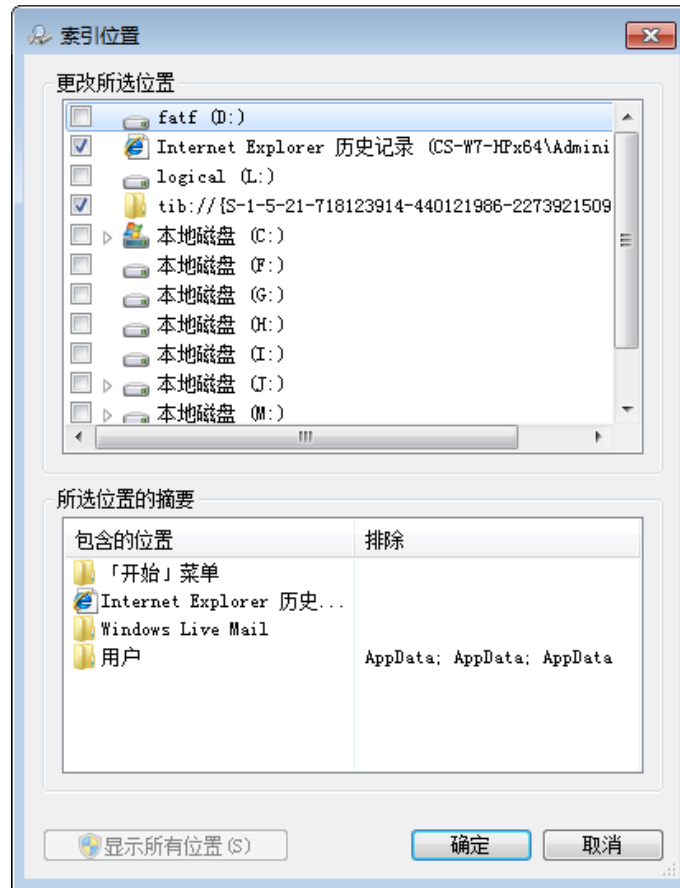 索引位置
更改所选位置
fatf (D:)
Internet Explorer 历史记录 (CS-W7-HPx64\Admini
logical (L:)
tib://{S-1-5-21-718123914-440121986-2273921509
本地磁盘 (C:)
本地磁盘 (F:)
本地磁盘 (G:)
本地磁盘 (H:)
本地磁盘 (I:)
本地磁盘 (J:)
本地磁盘 (M:)
所选位置的摘要
包含的位置 排除
「开始」菜单
Internet Explorer 历史...
Windows Live Mail
用户 AppData; AppData; AppData
显示所有位置(S) 确定 取消